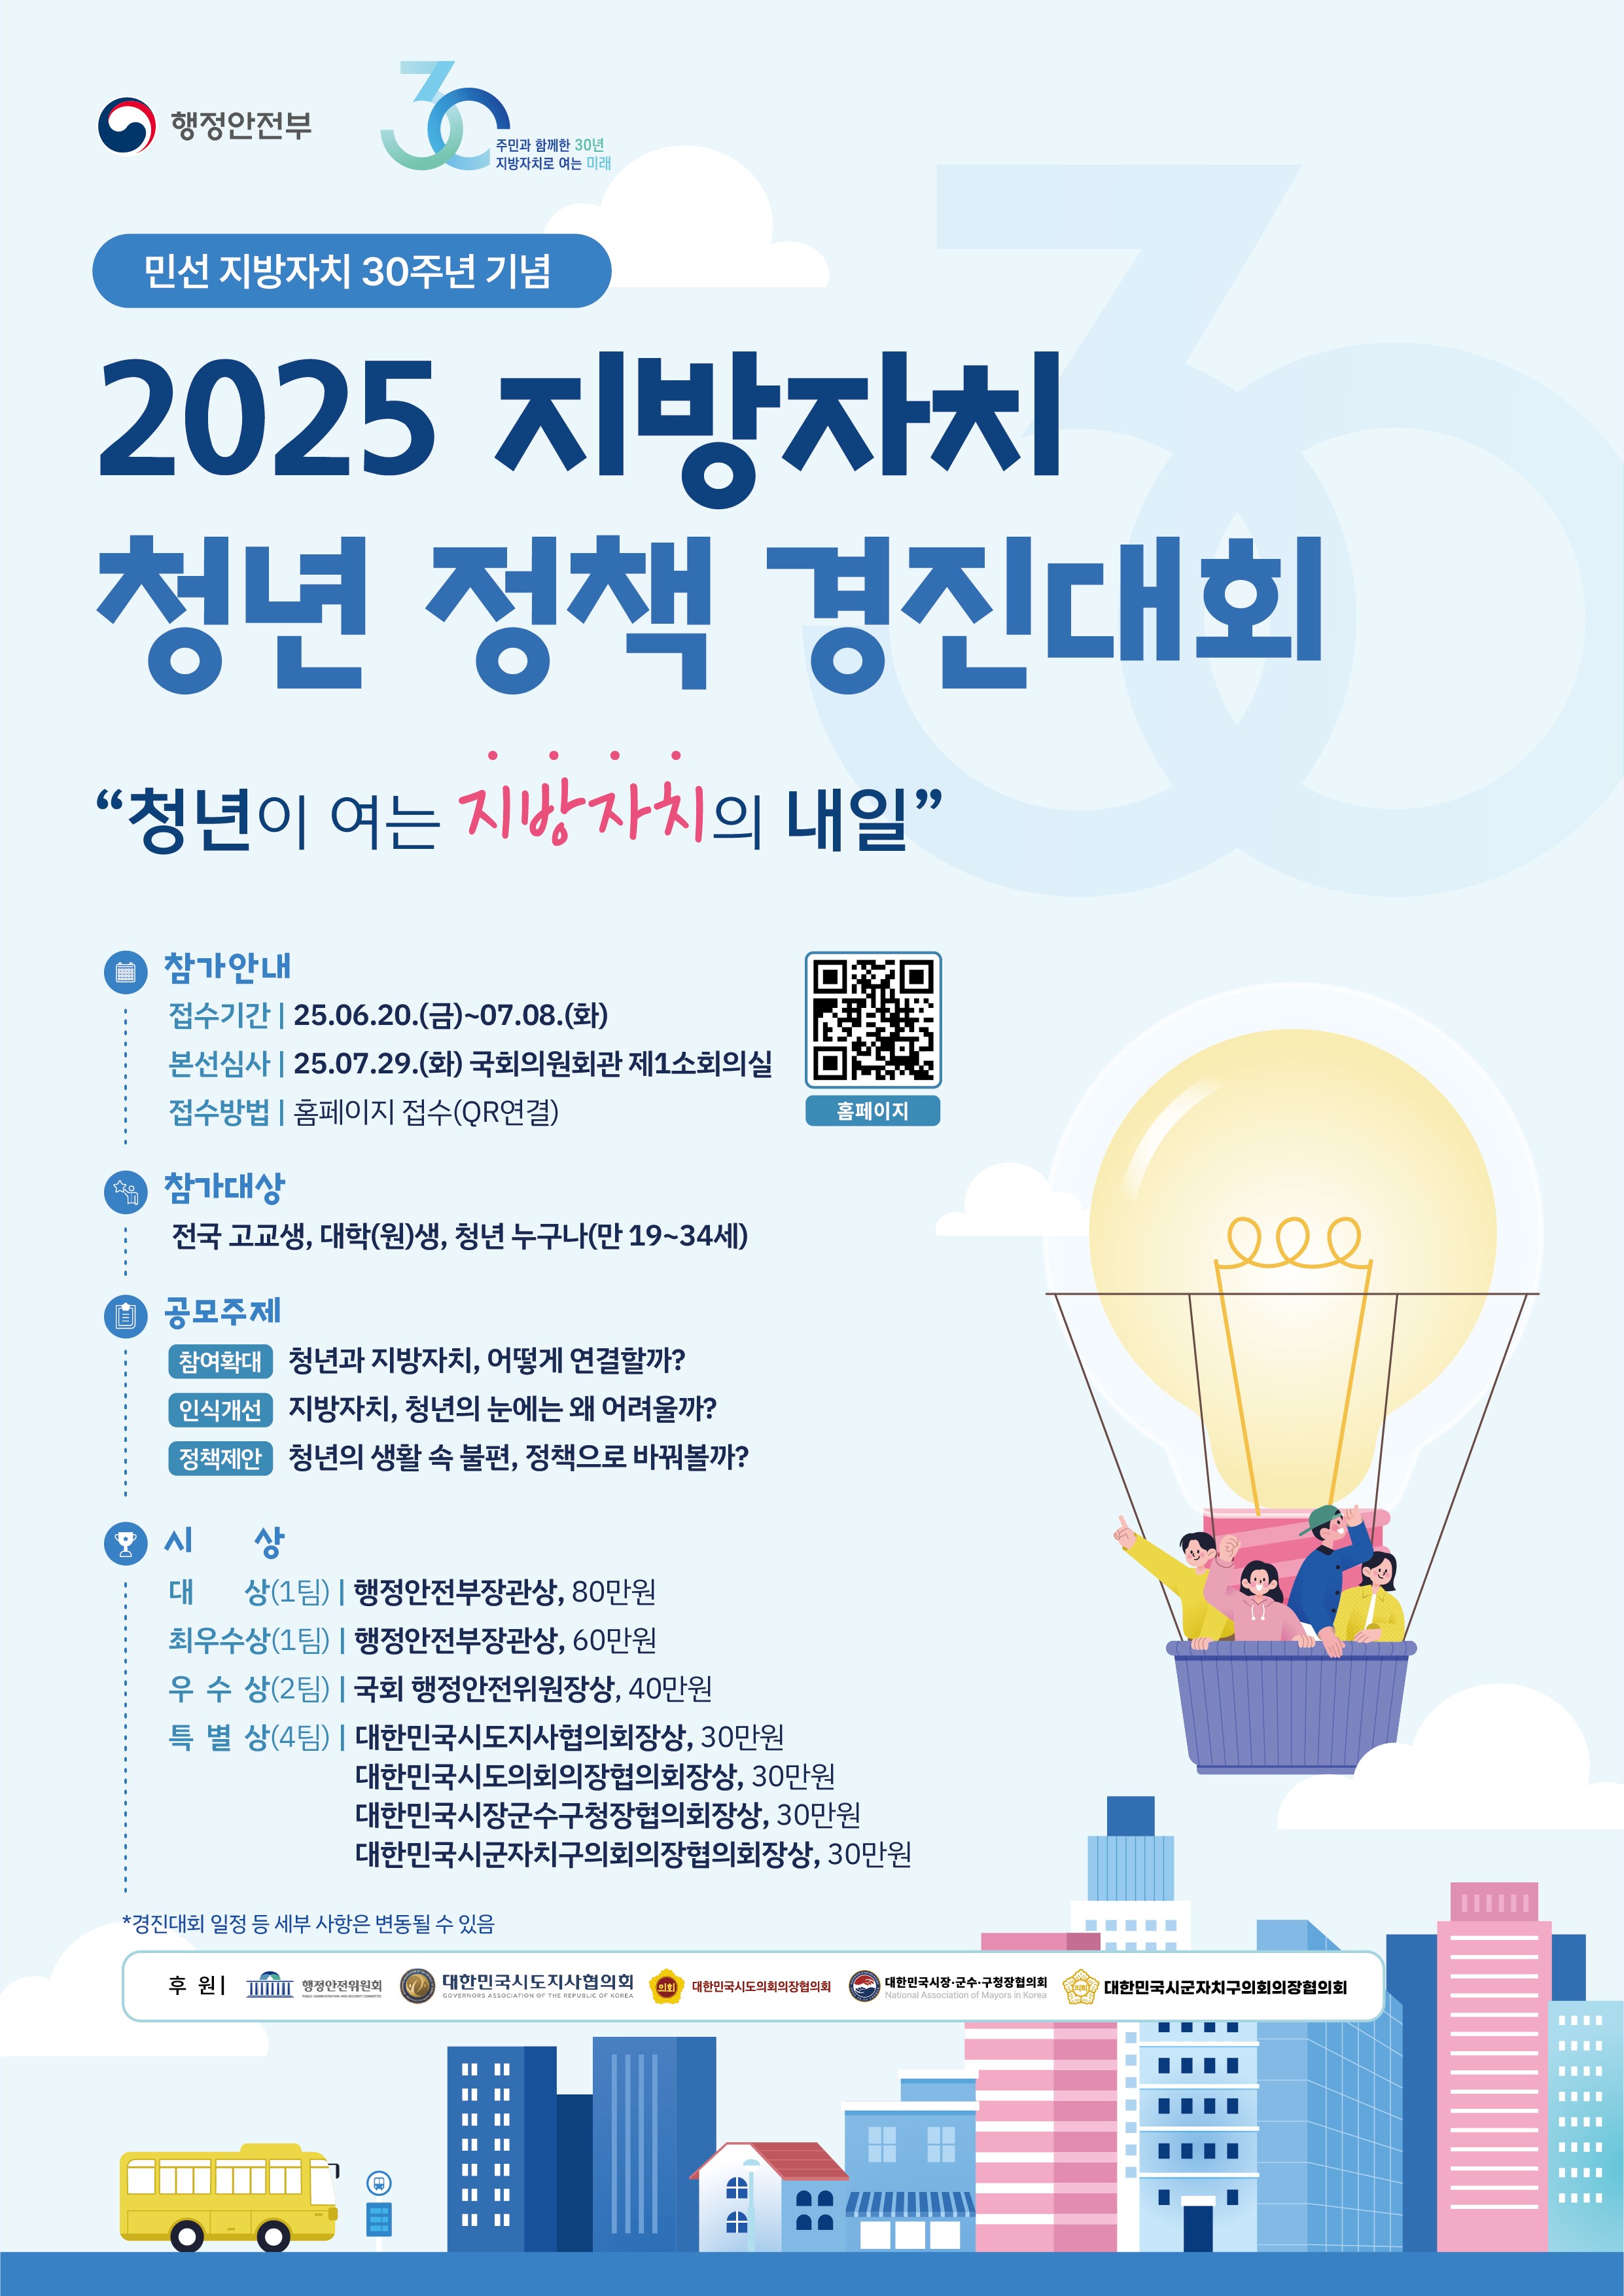 행정안전부
30
주민과 함께한 30년
지방자치로 여는 미래
민선 지방자치 30주년 기념
2025 지방자치
청년 정책 경진대회
“청년이 여는 지방자치의 내일”
참가안내
접수기간 | 25.06.20.(금)~07.08.(화)
본선심사 | 25.07.29.(화) 국회의원회관 제1소회의실
접수방법 | 홈페이지 접수(QR연결)
홈페이지
참가대상
전국 고교생, 대학(원)생, 청년 누구나(만 19~34세)
공모주제
참여확대 청년과 지방자치, 어떻게 연결할까?
인식개선 지방자치, 청년의 눈에는 왜 어려울까?
정책제안 청년의 생활 속 불편, 정책으로 바꿔볼까?
시 상
대 상(1팀) | 행정안전부장관상, 80만원
최우수상(1팀) | 행정안전부장관상, 60만원
우 수 상(2팀) | 국회 행정안전위원장상, 40만원
특 별 상(4팀) | 대한민국시도지사협의회장상, 30만원
대한민국시도의회의장협의회장상, 30만원
대한민국시장군수구청장협의회장상, 30만원
대한민국시군자치구의회의장협의회장상, 30만원
*경진대회 일정 등 세부 사항은 변동될 수 있음
후 원 |
행정안전위원회
PUBLIC ADMINISTRATION AND SECURITY COMMITTEE
대한민국시도지사협의회
GOVERNORS ASSOCIATION OF THE REPUBLIC OF KOREA
의회
대한민국시도의회의장협의회
대한민국시장·군수·구청장협의회
National Association of Mayors in Korea
의회
대한민국시군자치구의회의장협의회